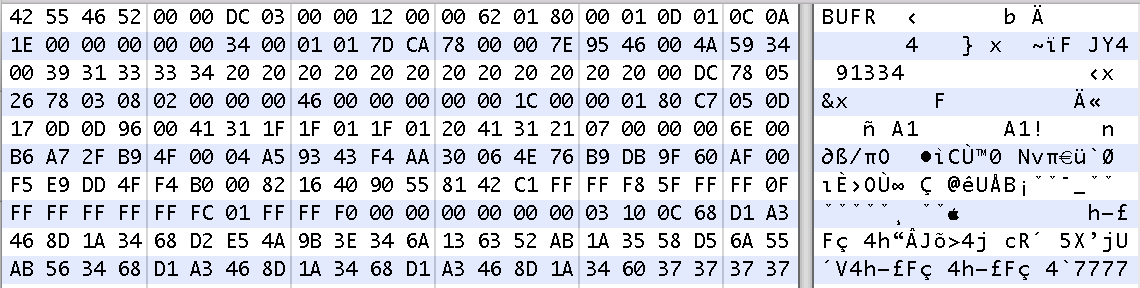 42 55 46 52 00 00 DC 03 00 00 12 00 00 62 01 80 00 01 0D 01 0C 0A BUFR ‹ b Ä
1E 00 00 00 00 00 34 00 01 01 7D CA 78 00 00 7E 95 46 00 4A 59 34 4 } x ~ïF JY4
00 39 31 33 33 34 20 20 20 20 20 20 20 20 20 20 20 20 00 DC 78 05 91334 ‹x
26 78 03 08 02 00 00 00 46 00 00 00 00 00 1C 00 00 01 80 C7 05 0D &x F Ä«
17 0D 0D 96 00 41 31 1F 1F 01 1F 01 20 41 31 21 07 00 00 00 6E 00 ñ A1 A1! n
B6 A7 2F B9 4F 00 04 A5 93 43 F4 AA 30 06 4E 76 B9 DB 9F 60 AF 00 ∂ß/πO •ìCÙ™0 Nvπ€ü`Ø
F5 E9 DD 4F F4 B0 00 82 16 40 90 55 81 42 C1 FF FF F8 5F FF FF 0F ıÈ›OÙ∞ Ç @êUÅB¡ˇˇ¯_ˇˇ
FF FF FF FF FF FC 01 FF FF F0 00 00 00 00 00 00 03 10 0C 68 D1 A3 ˇˇˇˇˇ¸ ˇˇ h–£
46 8D 1A 34 68 D2 E5 4A 9B 3E 34 6A 13 63 52 AB 1A 35 58 D5 6A 55 Fç 4h“ÂJõ>4j cR´ 5X’jU
AB 56 34 68 D1 A3 46 8D 1A 34 68 D1 A3 46 8D 1A 34 60 37 37 37 37 ´V4h–£Fç 4h–£Fç 4`7777